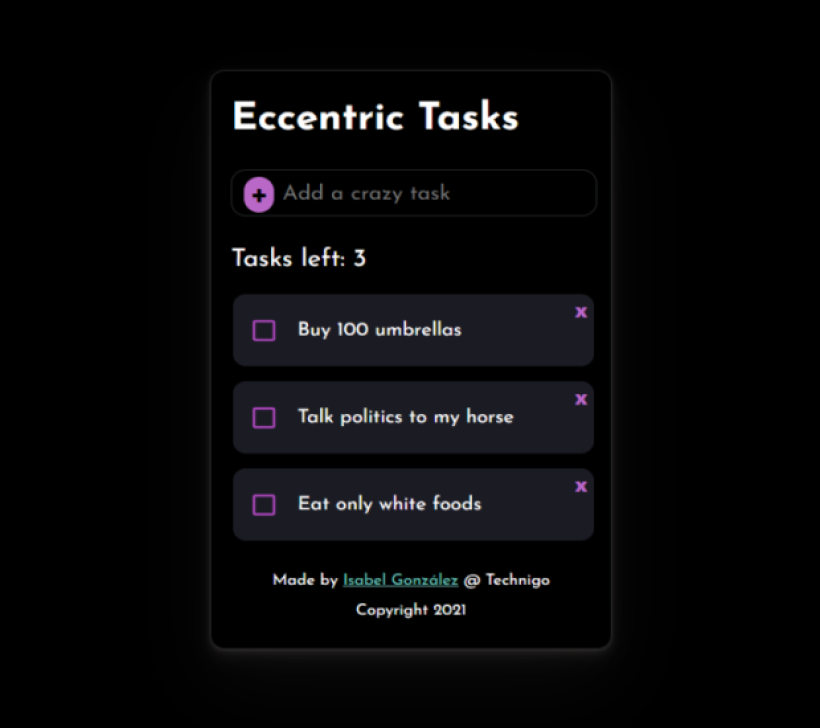 Eccentric Tasks
+ Add a crazy task
Tasks left: 3
Buy 100 umbrellas
x
Talk politics to my horse
x
Eat only white foods
x
Made by Isabel González @ Technigo
Copyright 2021